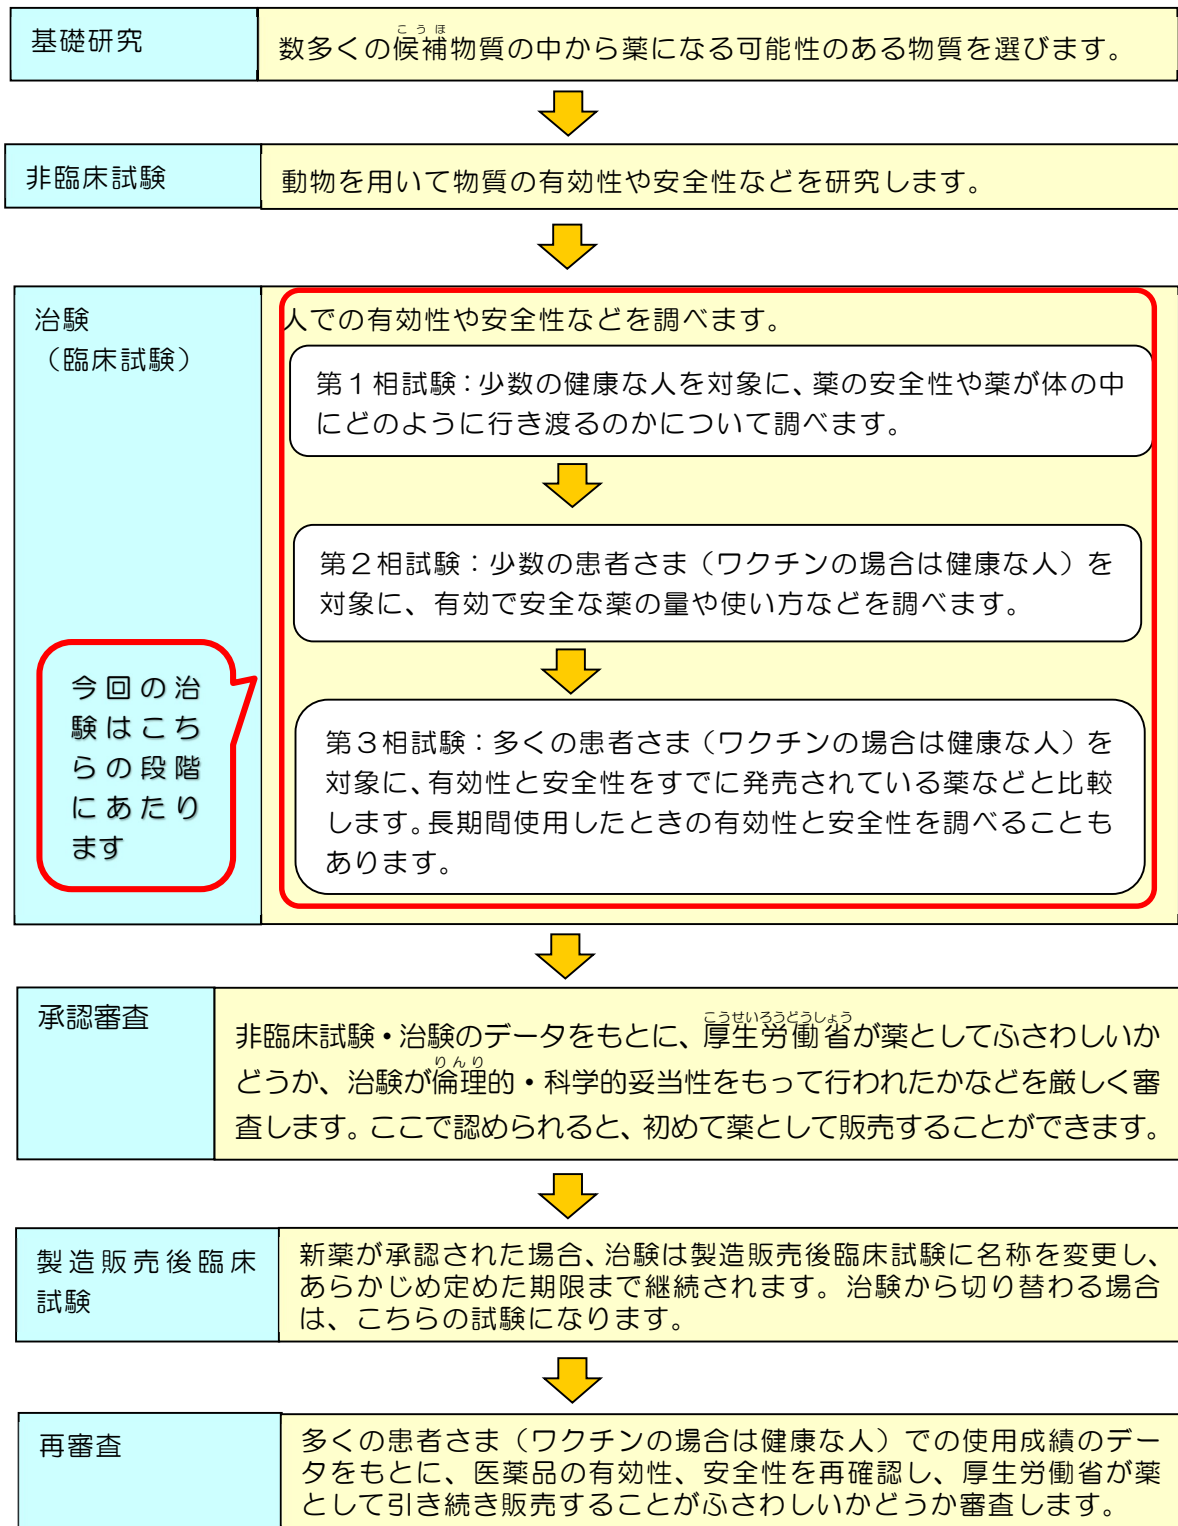 基礎研究
数多くの候補物質の中から薬になる可能性のある物質を選びます。
こうほ
非臨床試験
動物を用いて物質の有効性や安全性などを研究します。
治験
（臨床試験）
人での有効性や安全性などを調べます。
第1相試験：少数の健康な人を対象に、薬の安全性や薬が体の中
にどのように行き渡るのかについて調べます。
第2相試験：少数の患者さま（ワクチンの場合は健康な人）を
対象に、有効で安全な薬の量や使い方などを調べます。
今回の治
験はこち
らの段階
にあたり
ます
第3相試験：多くの患者さま（ワクチンの場合は健康な人）を
対象に、有効性と安全性をすでに発売されている薬などと比較
します。長期間使用したときの有効性と安全性を調べることも
あります。
承認審査
こうせいろうどうしょう
非臨床試験・治験のデータをもとに、厚生労働省が薬としてふさわしいか
りんり
どうか、治験が倫理的・科学的妥当性をもって行われたかなどを厳しく審
査します。ここで認められると、初めて薬として販売することができます。
製造販売後臨床
試験
新薬が承認された場合、治験は製造販売後臨床試験に名称を変更し、
あらかじめ定めた期限まで継続されます。治験から切り替わる場合
は、こちらの試験になります。
再審査
多くの患者さま（ワクチンの場合は健康な人）での使用成績のデー
タをもとに、医薬品の有効性、安全性を再確認し、厚生労働省が薬
として引き続き販売することがふさわしいかどうか審査します。